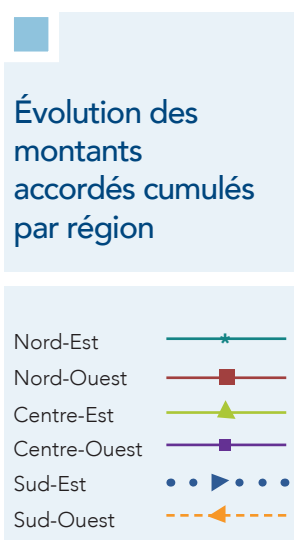 Évolution des
montants
accordés cumulés
par région
Nord-Est
Nord-Ouest
Centre-Est
Centre-Ouest
Sud-Est
Sud-Ouest